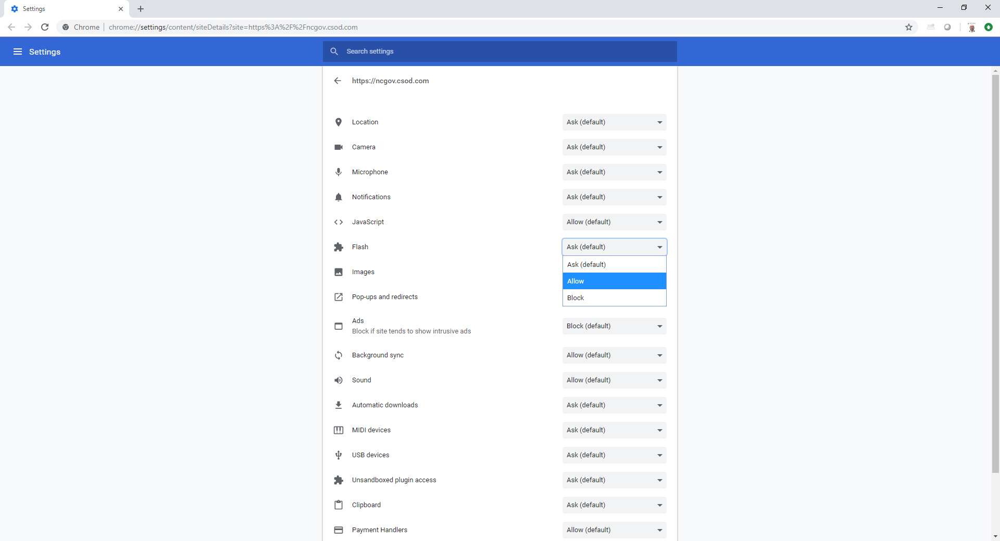 Settings
Chrome chrome://settings/content/siteDetails?site=https%3A%2F%2Fncgov.csod.com
Settings
Search settings
https://ncgov.csod.com
Location Ask (default)
Camera Ask (default)
Microphone Ask (default)
Notifications Ask (default)
JavaScript Allow (default)
Flash Ask (default)
Ask (default)
Images
Allow
Pop-ups and redirects Block
Ads
Block if site tends to show intrusive ads Block (default)
Background sync Allow (default)
Sound Allow (default)
Automatic downloads Ask (default)
MIDI devices Ask (default)
USB devices Ask (default)
Unsandboxed plugin access Ask (default)
Clipboard Ask (default)
Payment Handlers Allow (default)